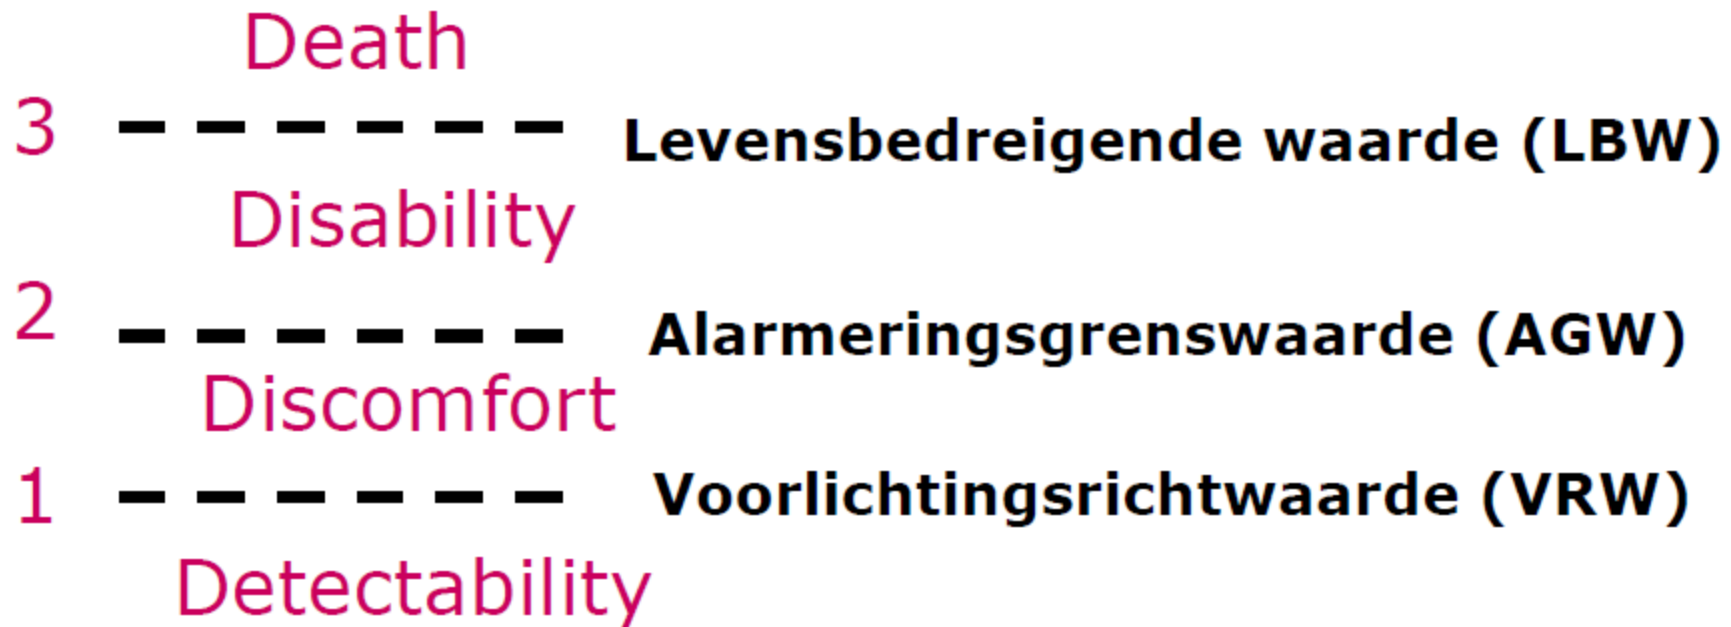 Death
3 Levensbedreigende waarde (LBW)
Disability
2 Alarmeringsgrenswaarde (AGW)
Discomfort
1 Voorlichtingsrichtwaarde (VRW)
Detectability